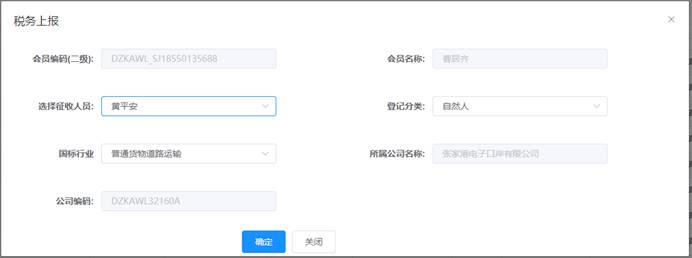 税务上报
会员编码(二级): DZKAWL_SJ18550135688 会员名称: 曹丽齐
选择征收人员: 黄平安 登记分类: 自然人
国标行业 普通货物道路运输 所属公司名称: 张家港电子口岸有限公司
公司编码: DZKAWL32160A
确定 关闭